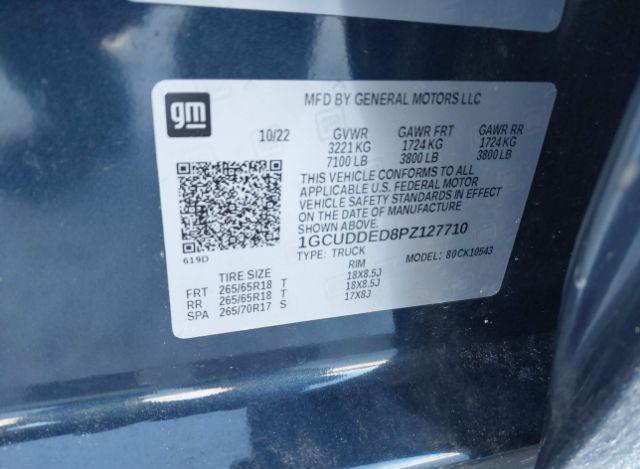 gm
MFD BY GENERAL MOTORS LLC
10/22 GVWR GAWR FRT GAWR RR
3221 KG 1724 KG 1724 KG
7100 LB 3800 LB 3800 LB
THIS VEHICLE CONFORMS TO ALL
APPLICABLE U.S. FEDERAL MOTOR
VEHICLE SAFETY STANDARDS IN EFFECT
ON THE DATE OF MANUFACTURE
SHOWN ABOVE.
1GCUDDED8PZ127710
619D
TYPE: TRUCK MODEL: 80CK10543
TIRE SIZE RIM
FRT 265/65R18 T 18X8.5J
RR 265/65R18 T 18X8.5J
SPA 265/70R17 S 17X8J